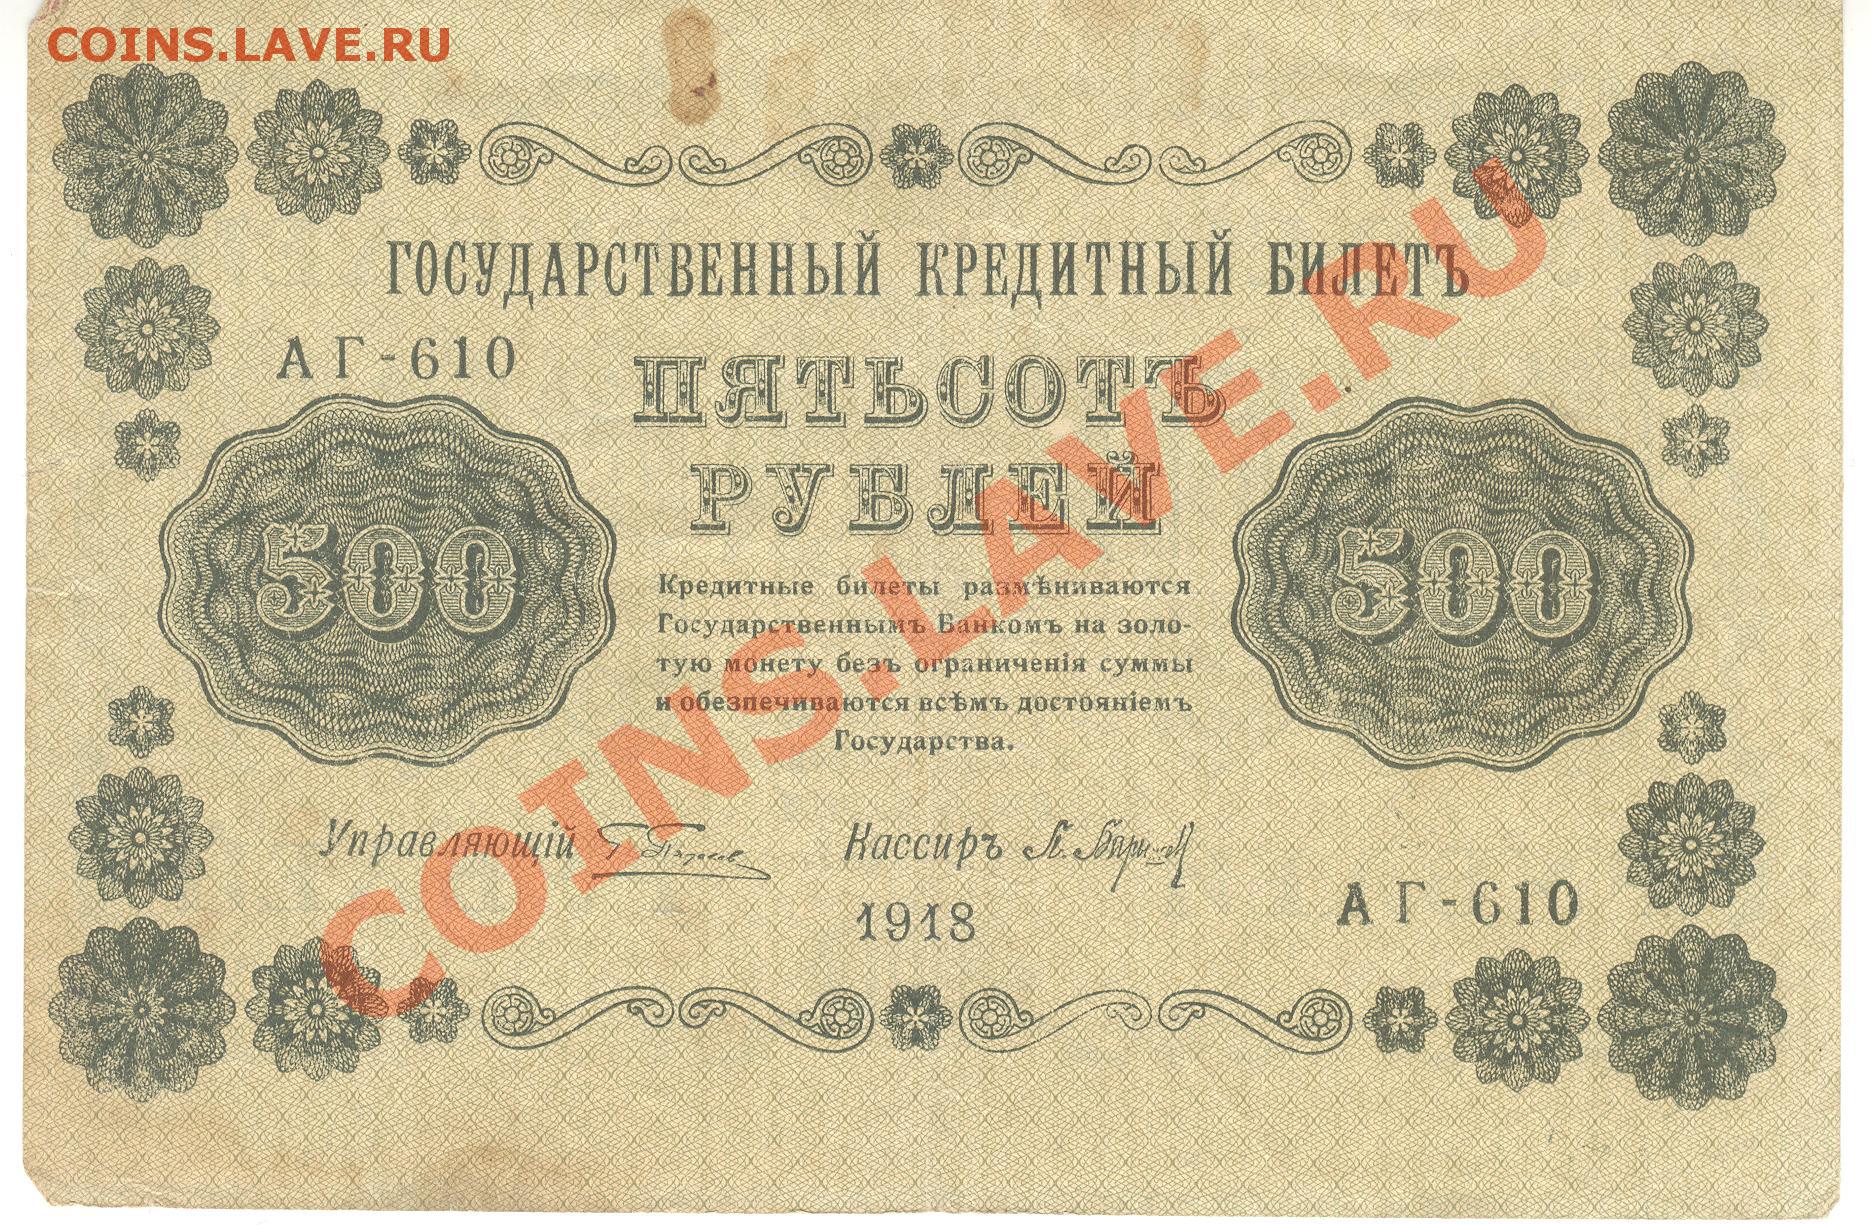 COINS.LAVE.RU
ГОСУДАРСТВЕННЫЙ КРЕДИТНЫЙ БИЛЕТЪ
АГ-610
ПЯТЬСОТЪ
РУБЛЕЙ
500
500
Кредитные билеты размѣниваются
Государственнымъ Банкомъ на золо-
тую монету безъ ограниченія суммы
и обезпечиваются всѣмъ достояніемъ
Государства.
Управляющій
Кассиръ
1918
АГ-610
COINS.LAVE.RU